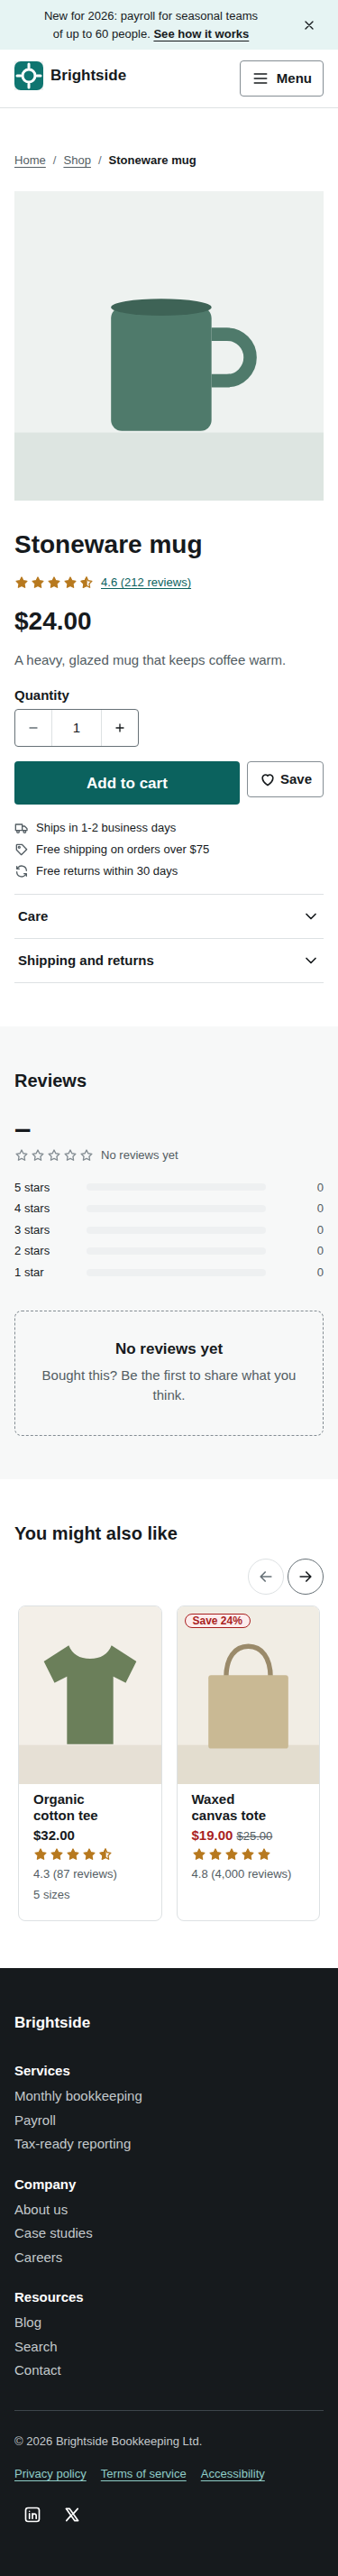 New for 2026: payroll for seasonal teams
of up to 60 people. See how it works
Brightside
Menu
Home / Shop / Stoneware mug
Stoneware mug
4.6 (212 reviews)
$24.00
A heavy, glazed mug that keeps coffee warm.
Quantity
− 1 +
Add to cart
Save
Ships in 1-2 business days
Free shipping on orders over $75
Free returns within 30 days
Care
Shipping and returns
Reviews
–
No reviews yet
5 stars 0
4 stars 0
3 stars 0
2 stars 0
1 star 0
No reviews yet
Bought this? Be the first to share what you
think.
You might also like
Organic
cotton tee
$32.00
4.3 (87 reviews)
5 sizes
Save 24%
Waxed
canvas tote
$19.00 $25.00
4.8 (4,000 reviews)
Brightside
Services
Monthly bookkeeping
Payroll
Tax-ready reporting
Company
About us
Case studies
Careers
Resources
Blog
Search
Contact
© 2026 Brightside Bookkeeping Ltd.
Privacy policy Terms of service Accessibility